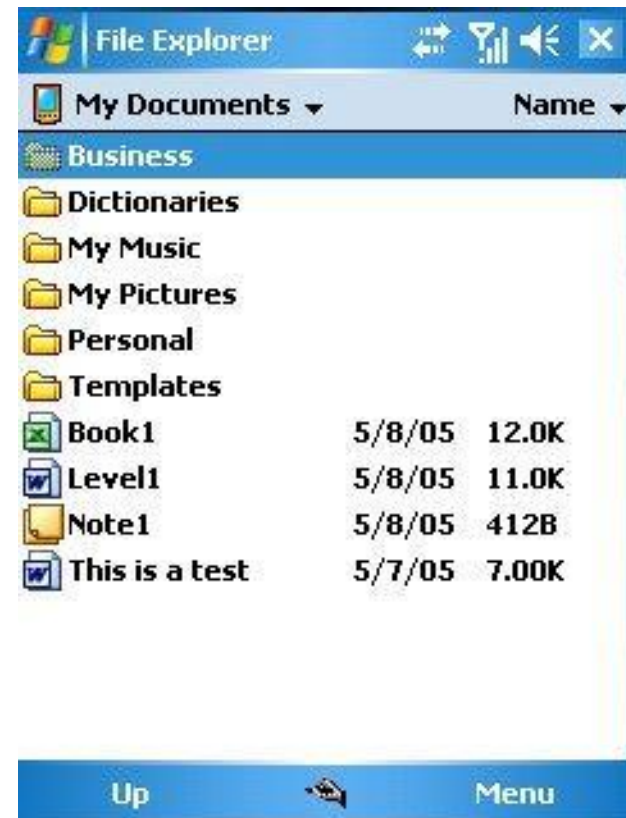 File Explorer
My Documents Name
Business
Dictionaries
My Music
My Pictures
Personal
Templates
Book1 5/8/05 12.0K
Level1 5/8/05 11.0K
Note1 5/8/05 412B
This is a test 5/7/05 7.00K
Up Menu